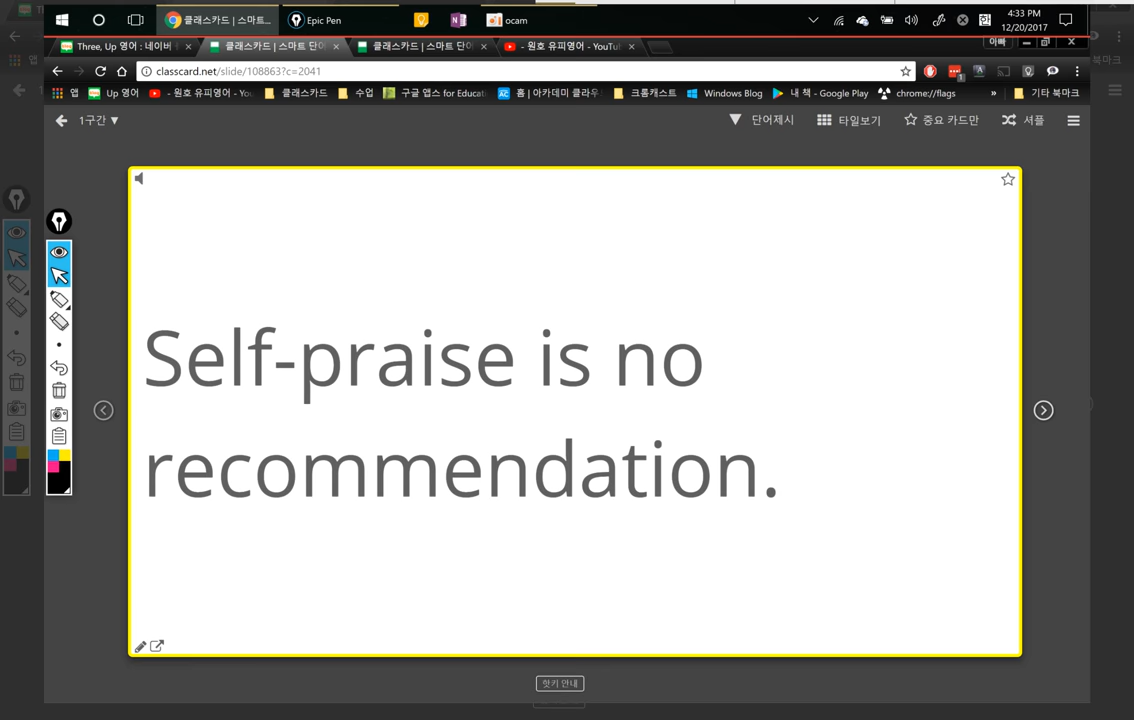 클래스카드 | 스마트...
Epic Pen
ocam
4:33 PM
12/20/2017
Three, Up 영어 : 네이버
클래스카드 | 스마트 단어
클래스카드 | 스마트 단어
- 원호 유피영어 - YouTu
아빠
classcard.net/slide/108863?c=2041
앱
Up 영어
- 원호 유피영어 - Yo
클래스카드
수업
구글 앱스 for Educati
홈 | 아카데미 클라우
크롬캐스트
Windows Blog
내 책 - Google Play
chrome://flags
»
기타 북마크
1구간 ▼
▼ 단어제시
타일보기
중요 카드만
셔플
Self-praise is no
recommendation.
핫키 안내